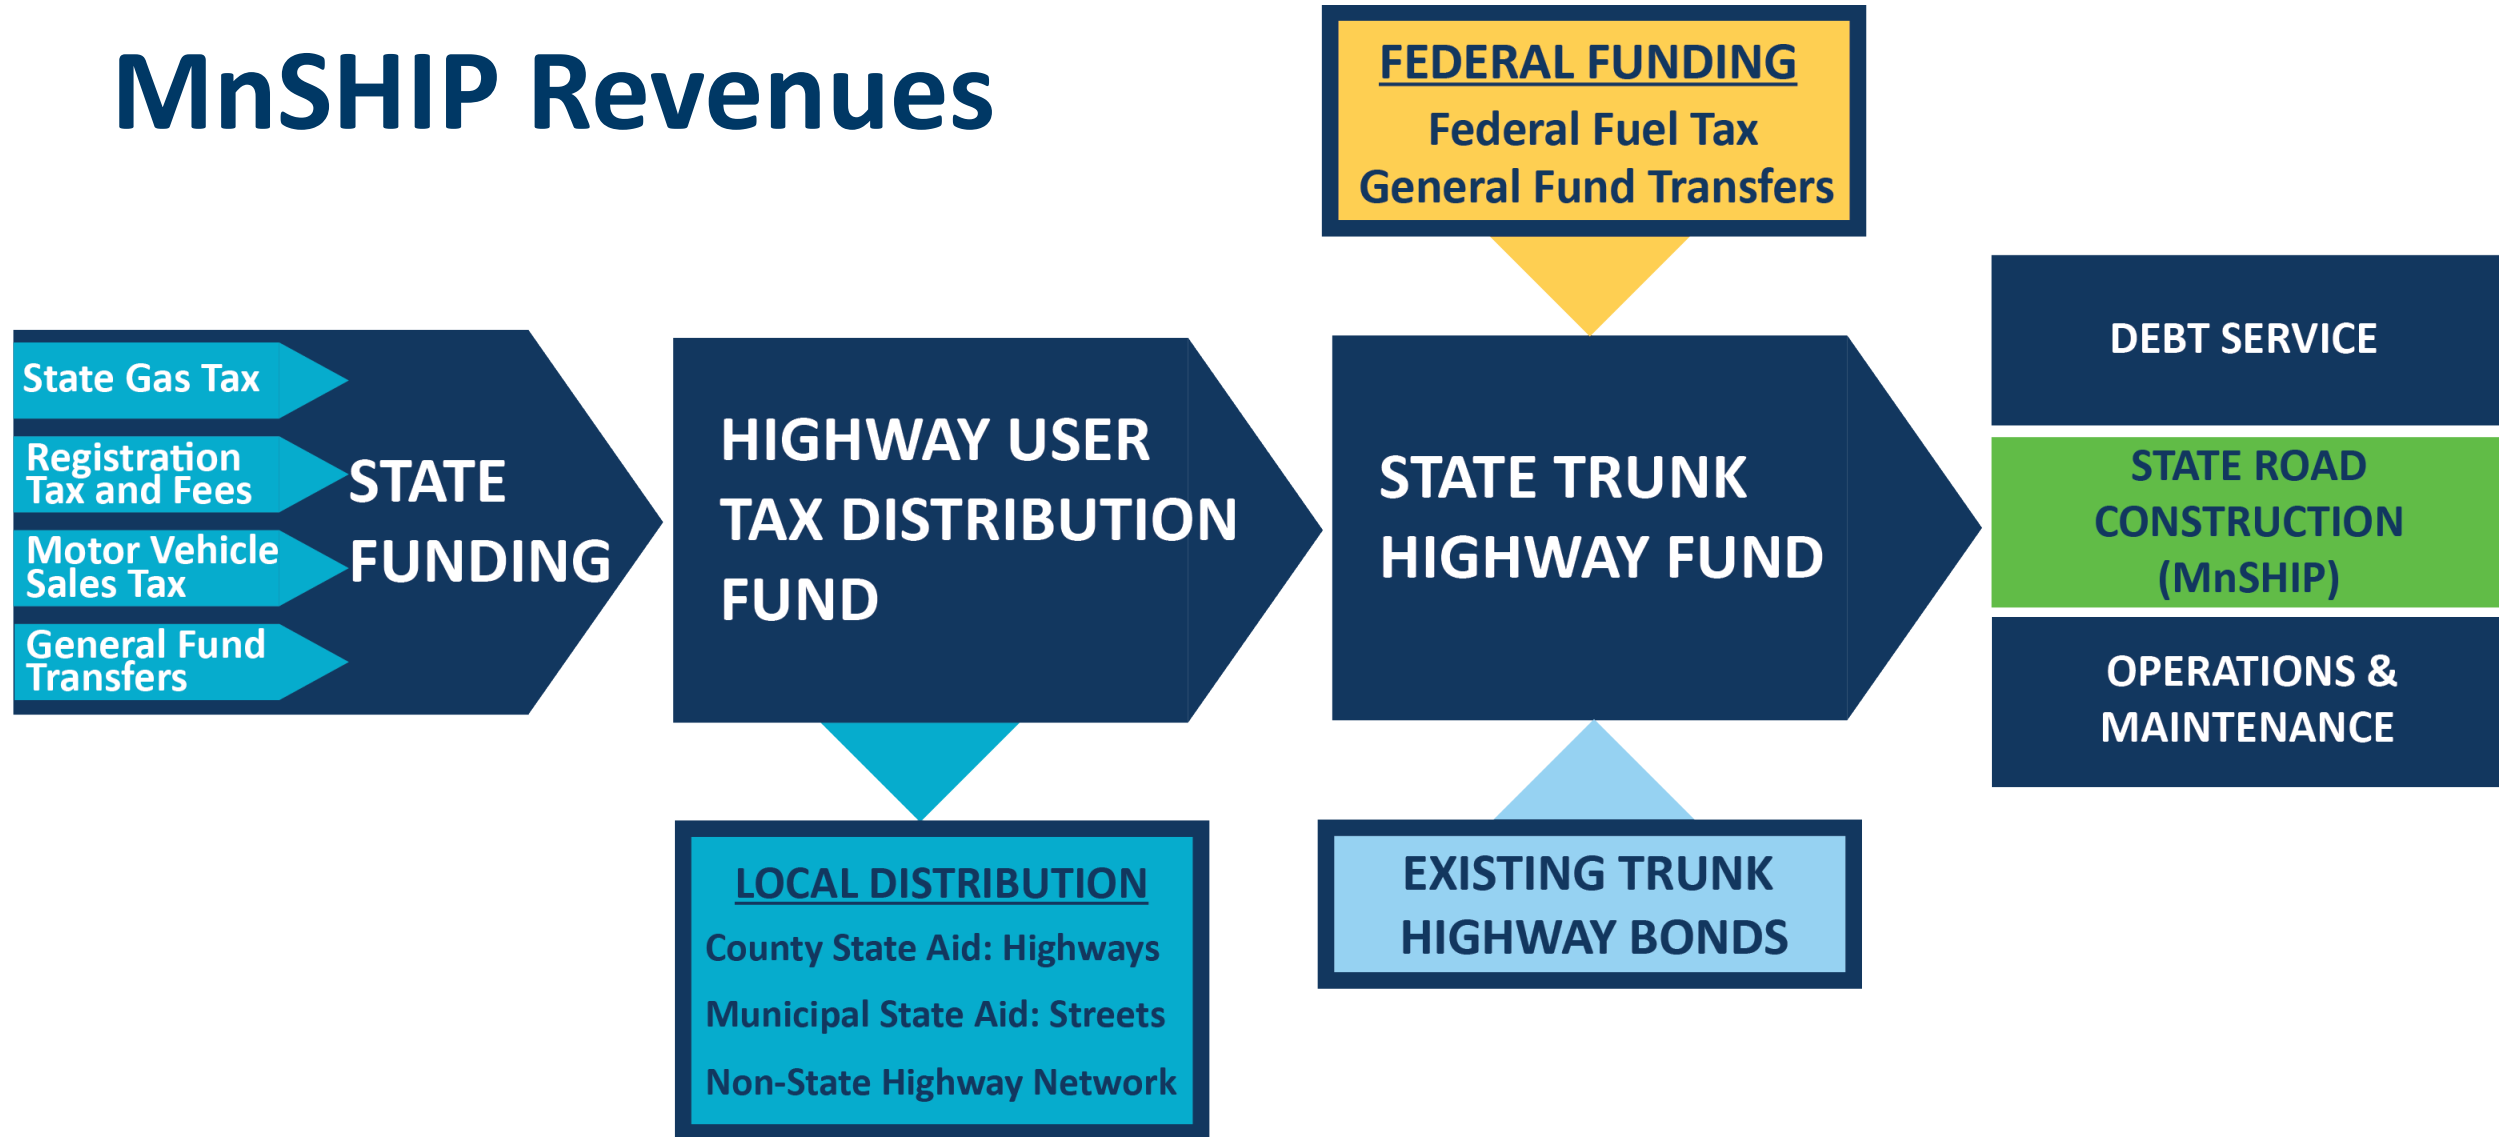 MnSHIP Revenues
FEDERAL FUNDING
Federal Fuel Tax
General Fund Transfers
State Gas Tax
Registration
Tax and Fees
Motor Vehicle
Sales Tax
General Fund
Transfers
STATE
FUNDING
HIGHWAY USER
TAX DISTRIBUTION
FUND
STATE TRUNK
HIGHWAY FUND
DEBT SERVICE
STATE ROAD
CONSTRUCTION
(MnSHIP)
OPERATIONS &
MAINTENANCE
LOCAL DISTRIBUTION
County State Aid: Highways
Municipal State Aid: Streets
Non-State Highway Network
EXISTING TRUNK
HIGHWAY BONDS